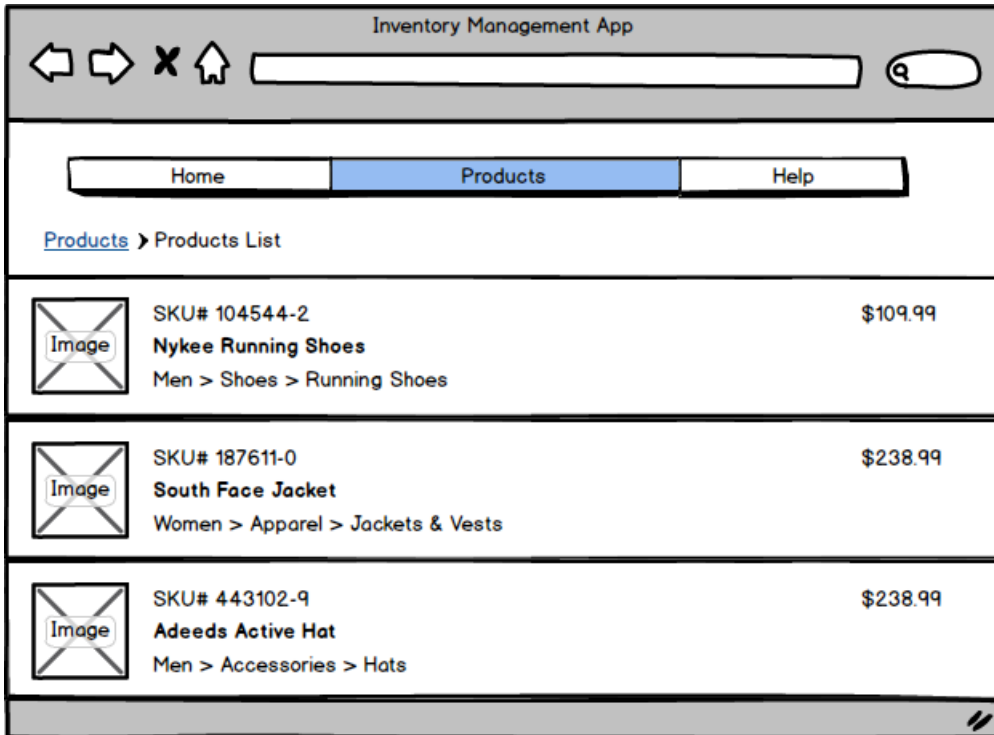 Inventory Management App
Home Products Help
Products > Products List
Image
SKU# 104544-2 $109.99
Nykee Running Shoes
Men > Shoes > Running Shoes
Image
SKU# 187611-0 $238.99
South Face Jacket
Women > Apparel > Jackets & Vests
Image
SKU# 443102-9 $238.99
Adeeds Active Hat
Men > Accessories > Hats